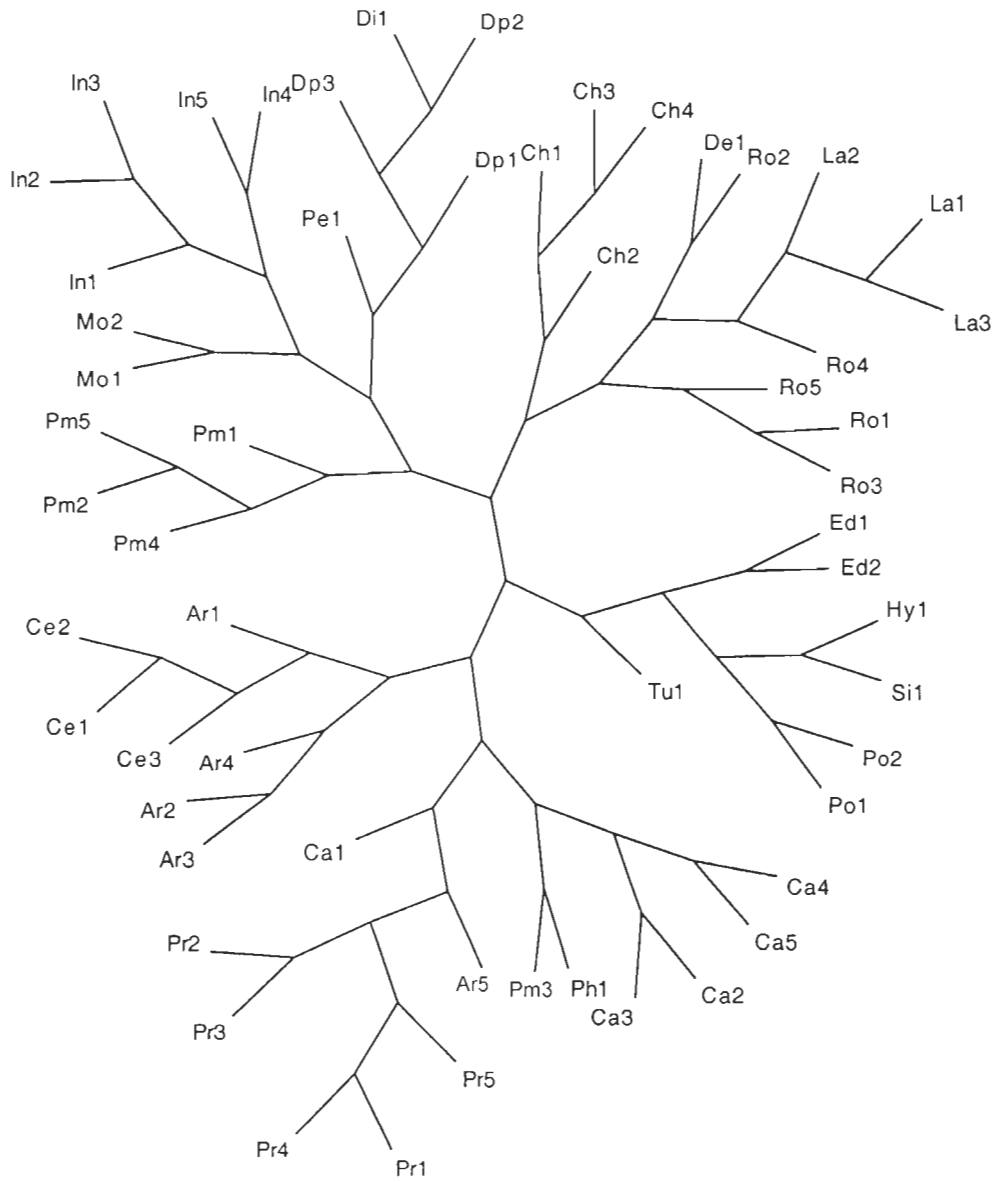 Di1
Dp2
In3
In5
In4
Dp3
Ch3
Ch4
De1
Ro2
La2
Dp1
Ch1
In2
Pe1
La1
Ch2
In1
Mo2
La3
Ro4
Mo1
Ro5
Pm5
Pm1
Ro1
Ro3
Pm2
Pm4
Ed1
Ed2
Ar1
Hy1
Ce2
Tu1
Si1
Ce1
Ce3
Ar4
Po2
Po1
Ar2
Ar3
Ca1
Ca4
Ca5
Pr2
Ar5
Pm3
Ph1
Ca2
Ca3
Pr3
Pr5
Pr4
Pr1